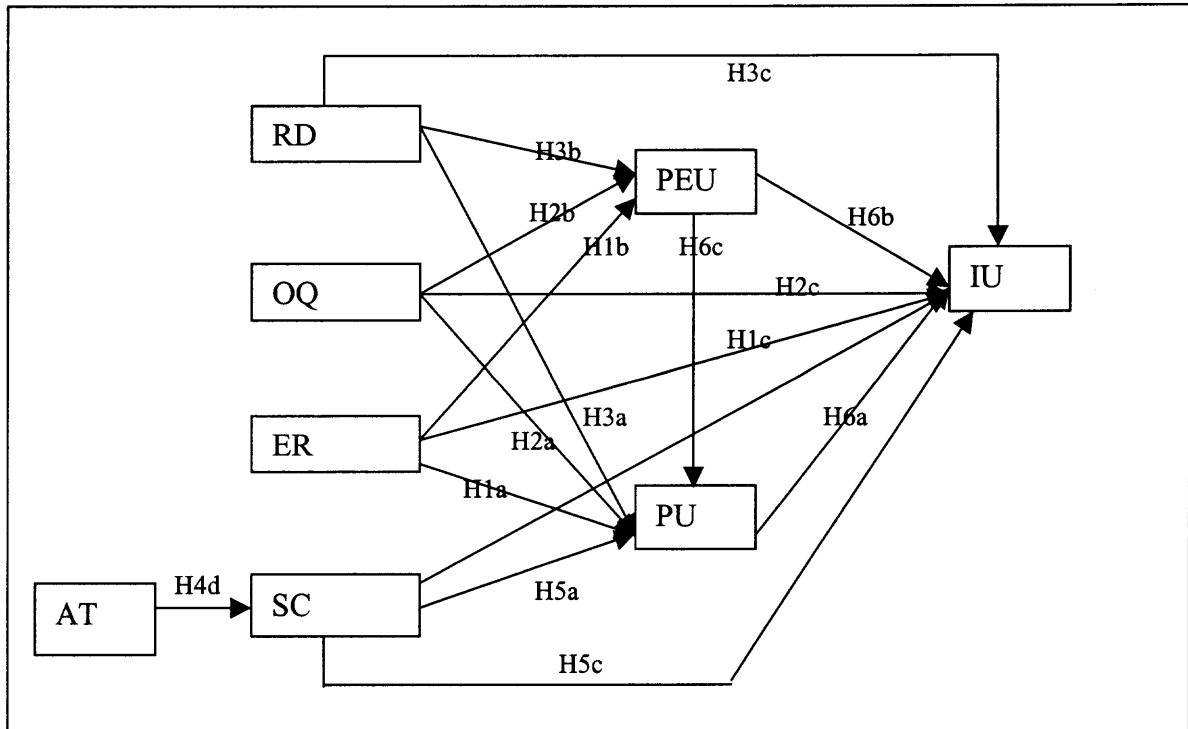 H3c
RD
H3b
PEU
H2b
H6b
H1b
H6c
OQ
H2c
IU
H1c
ER
H2a
H3a
H6a
H1a
PU
H4d
AT
SC
H5a
H5c